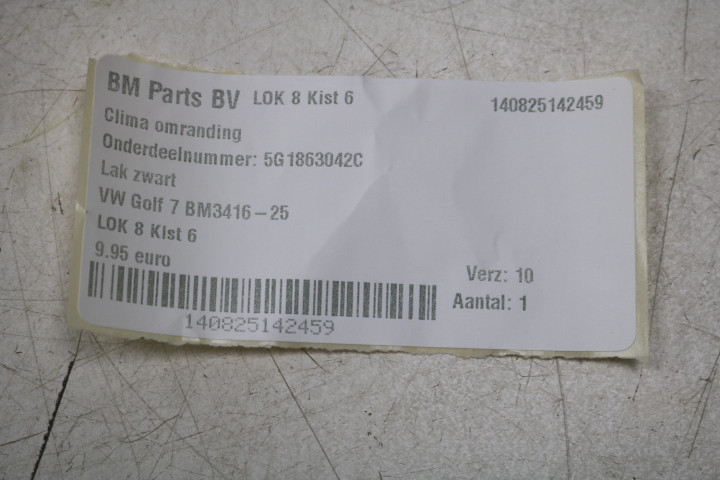 BM Parts BV LOK 8 Kist 6 140825142459
Clima omranding
Onderdeelnummer: 5G1863042C
Lak zwart
VW Golf 7 BM3416-25
LOK 8 Kist 6
9.95 euro
Verz: 10
Aantal: 1
140825142459